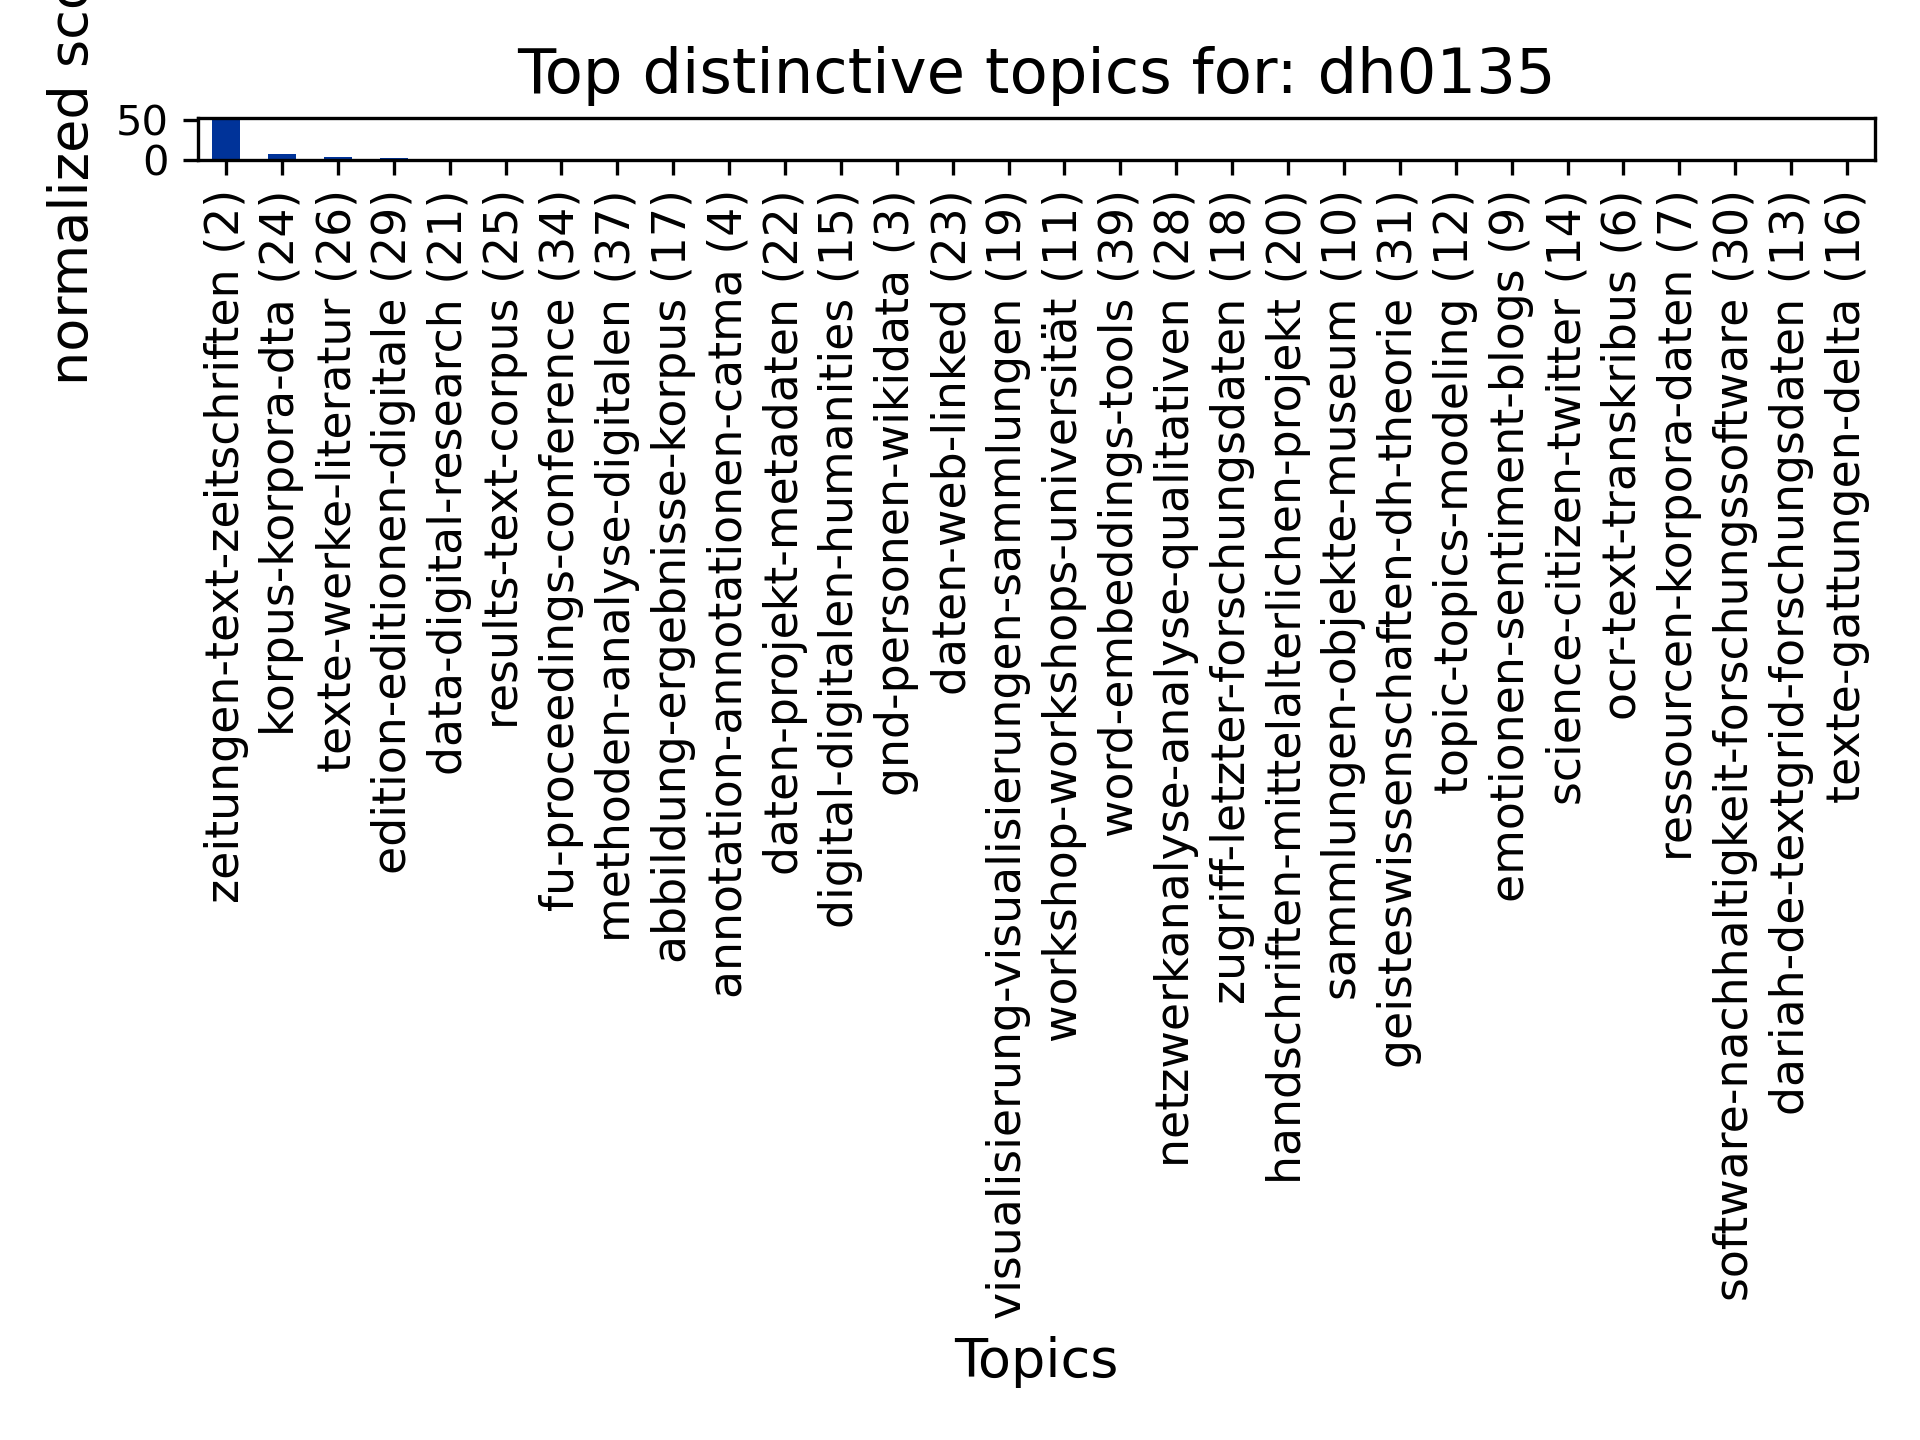 Top distinctive topics for: dh0135
normalized sco
50
0
zeitungen-text-zeitschriften (2)
korpus-korpora-dta (24)
texte-werke-literatur (26)
edition-editionen-digitale (29)
data-digital-research (21)
results-text-corpus (25)
fu-proceedings-conference (34)
methoden-analyse-digitalen (37)
abbildung-ergebnisse-korpus (17)
annotation-annotationen-catma (4)
daten-projekt-metadaten (22)
digital-digitalen-humanities (15)
gnd-personen-wikidata (3)
daten-web-linked (23)
visualisierung-visualisierungen-sammlungen (19)
workshop-workshops-universität (11)
word-embeddings-tools (39)
netzwerkanalyse-analyse-qualitativen (28)
zugriff-letzter-forschungsdaten (18)
handschriften-mittelalterlichen-projekt (20)
sammlungen-objekte-museum (10)
geisteswissenschaften-dh-theorie (31)
topic-topics-modeling (12)
emotionen-sentiment-blogs (9)
science-citizen-twitter (14)
ocr-text-transkribus (6)
ressourcen-korpora-daten (7)
software-nachhaltigkeit-forschungssoftware (30)
dariah-de-textgrid-forschungsdaten (13)
texte-gattungen-delta (16)
Topics